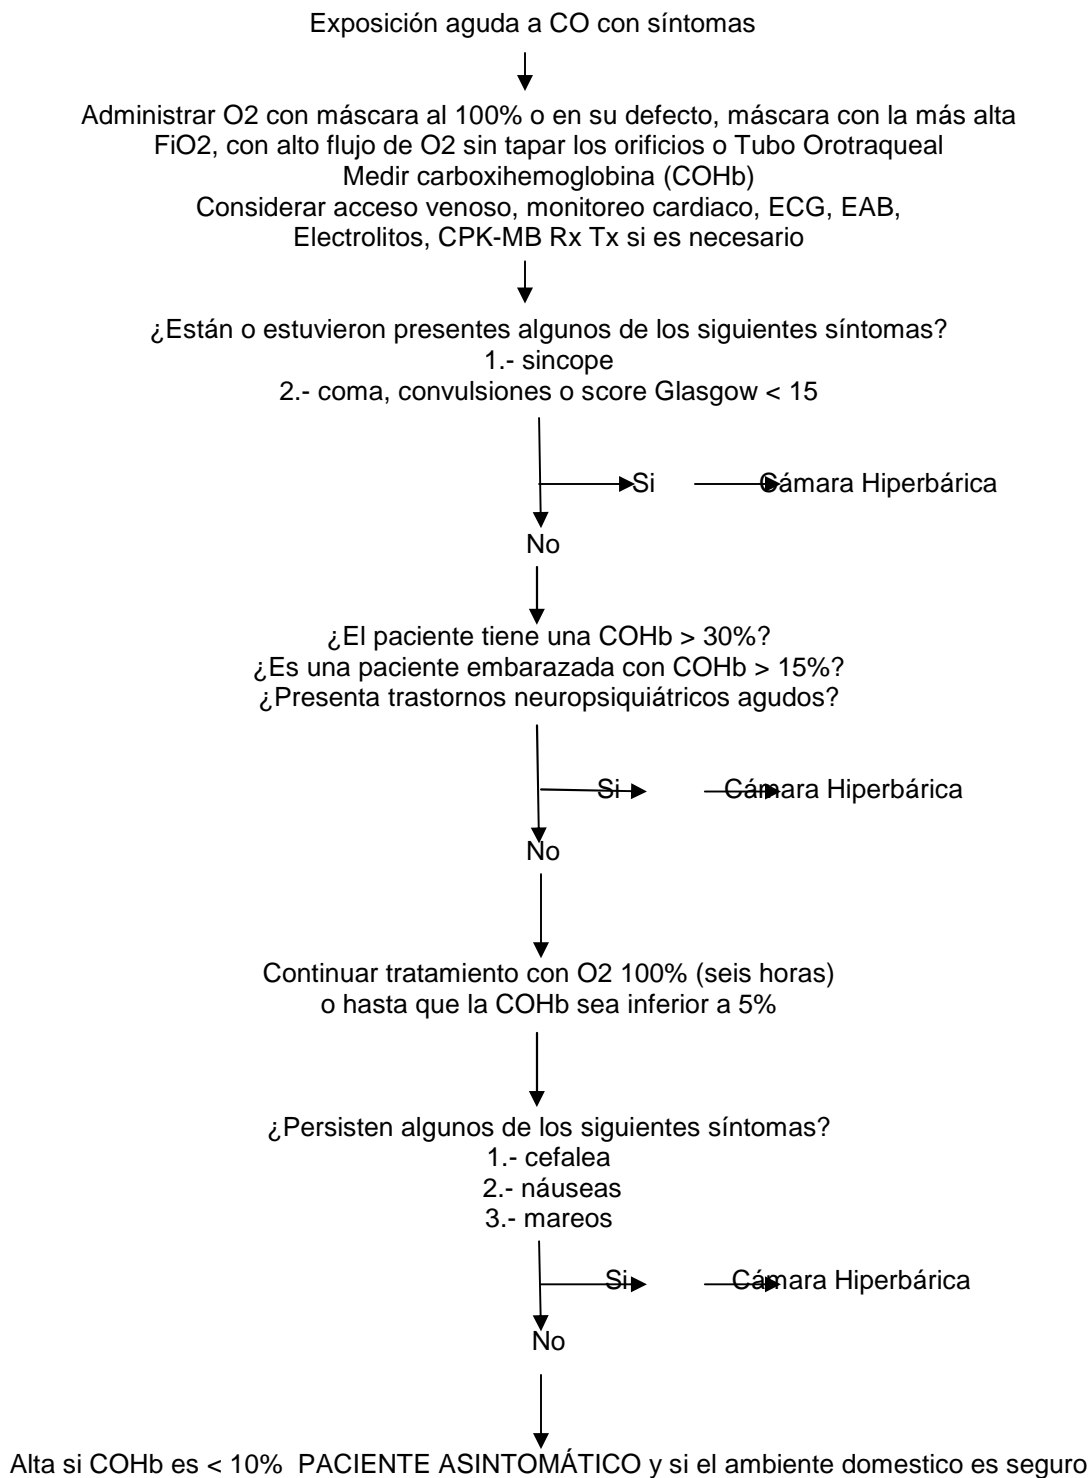 Exposición aguda a CO con síntomas
Administrar O2 con máscara al 100% o en su defecto, máscara con la más alta
FiO2, con alto flujo de O2 sin tapar los orificios o Tubo Orotraqueal
Medir carboxihemoglobina (COHb)
Considerar acceso venoso, monitoreo cardiaco, ECG, EAB,
Electrolitos, CPK-MB Rx Tx si es necesario
¿Están o estuvieron presentes algunos de los siguientes síntomas?
1.- sincope
2.- coma, convulsiones o score Glasgow < 15
Si Cámara Hiperbárica
No
¿El paciente tiene una COHb > 30%?
¿Es una paciente embarazada con COHb > 15%?
¿Presenta trastornos neuropsiquiátricos agudos?
Si Cámara Hiperbárica
No
Continuar tratamiento con O2 100% (seis horas)
o hasta que la COHb sea inferior a 5%
¿Persisten algunos de los siguientes síntomas?
1.- cefalea
2.- náuseas
3.- mareos
Si Cámara Hiperbárica
No
Alta si COHb es < 10% PACIENTE ASINTOMÁTICO y si el ambiente domestico es seguro